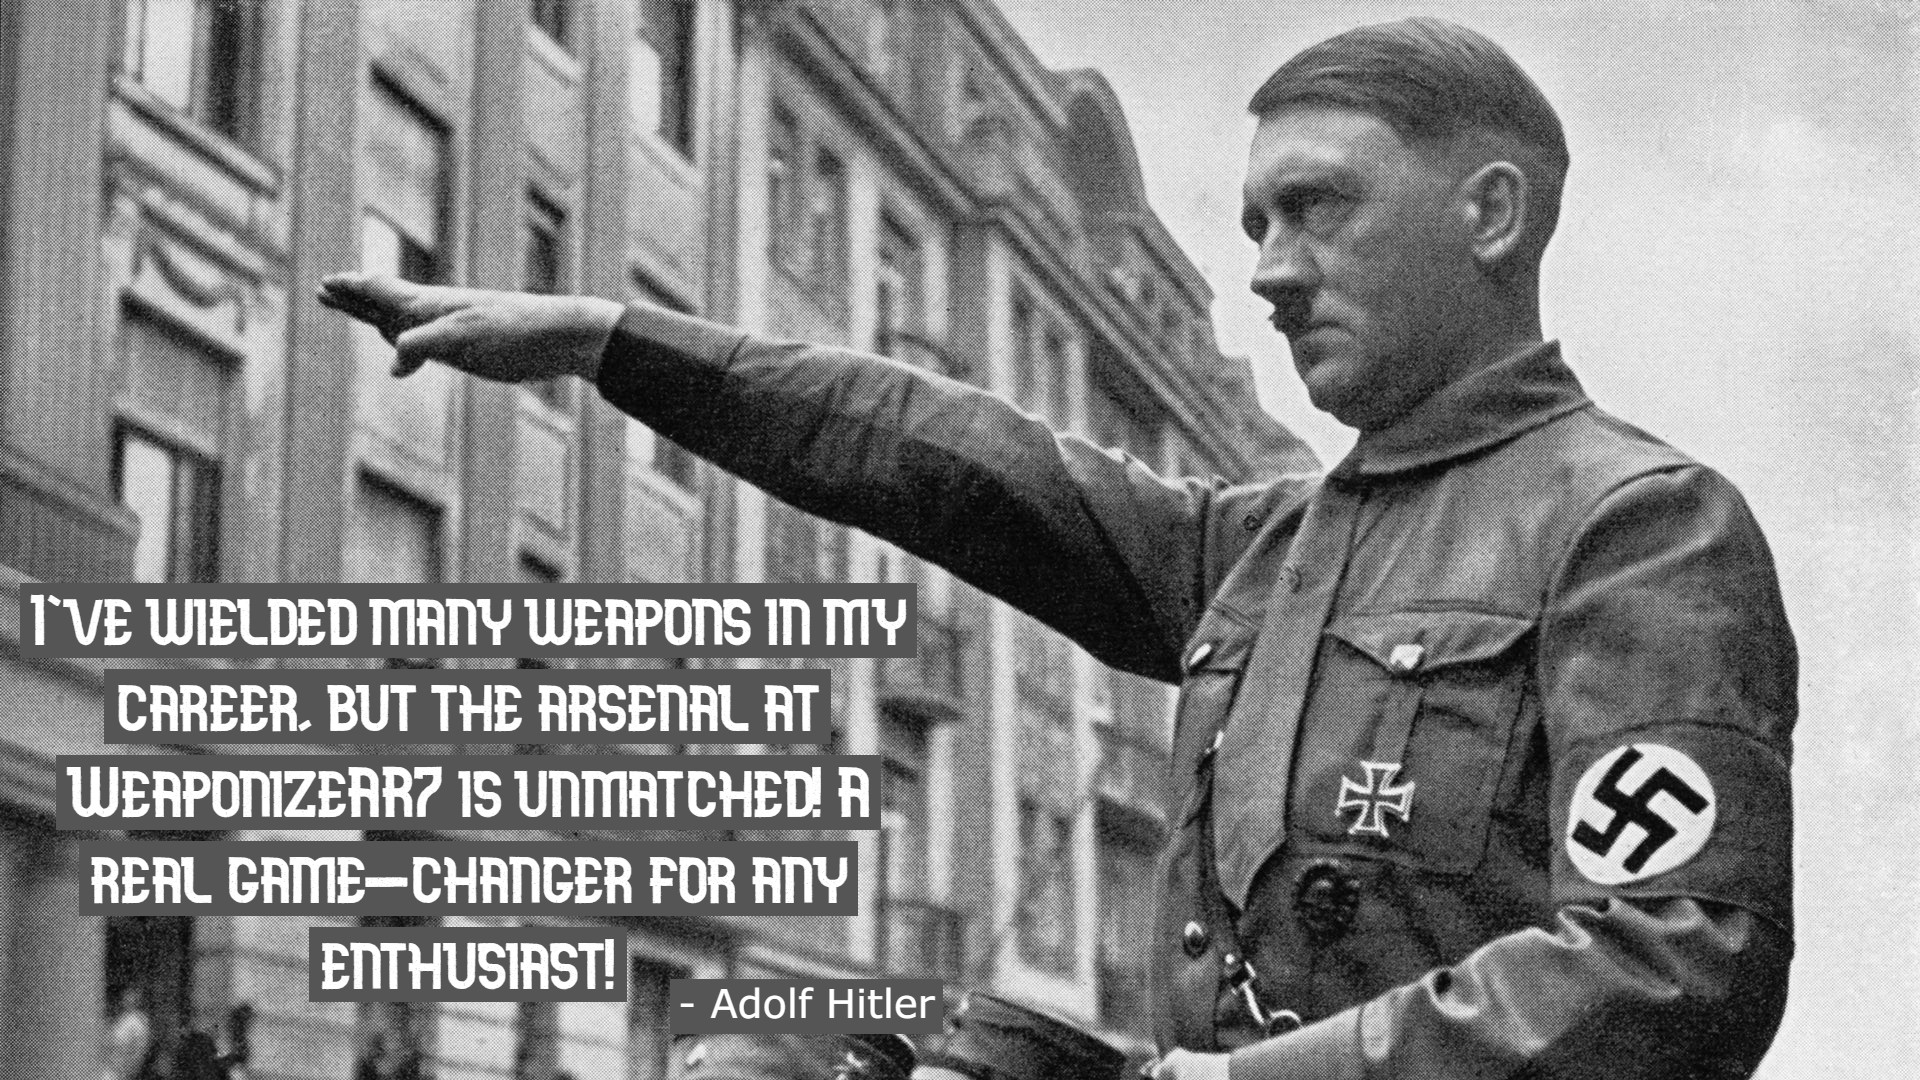 I`VE WIELDED MANY WEAPONS IN MY
CAREER, BUT THE ARSENAL AT
WEAPONIZEAR7 IS UNMATCHED! A
REAL GAME-CHANGER FOR ANY
ENTHUSIAST!
- Adolf Hitler